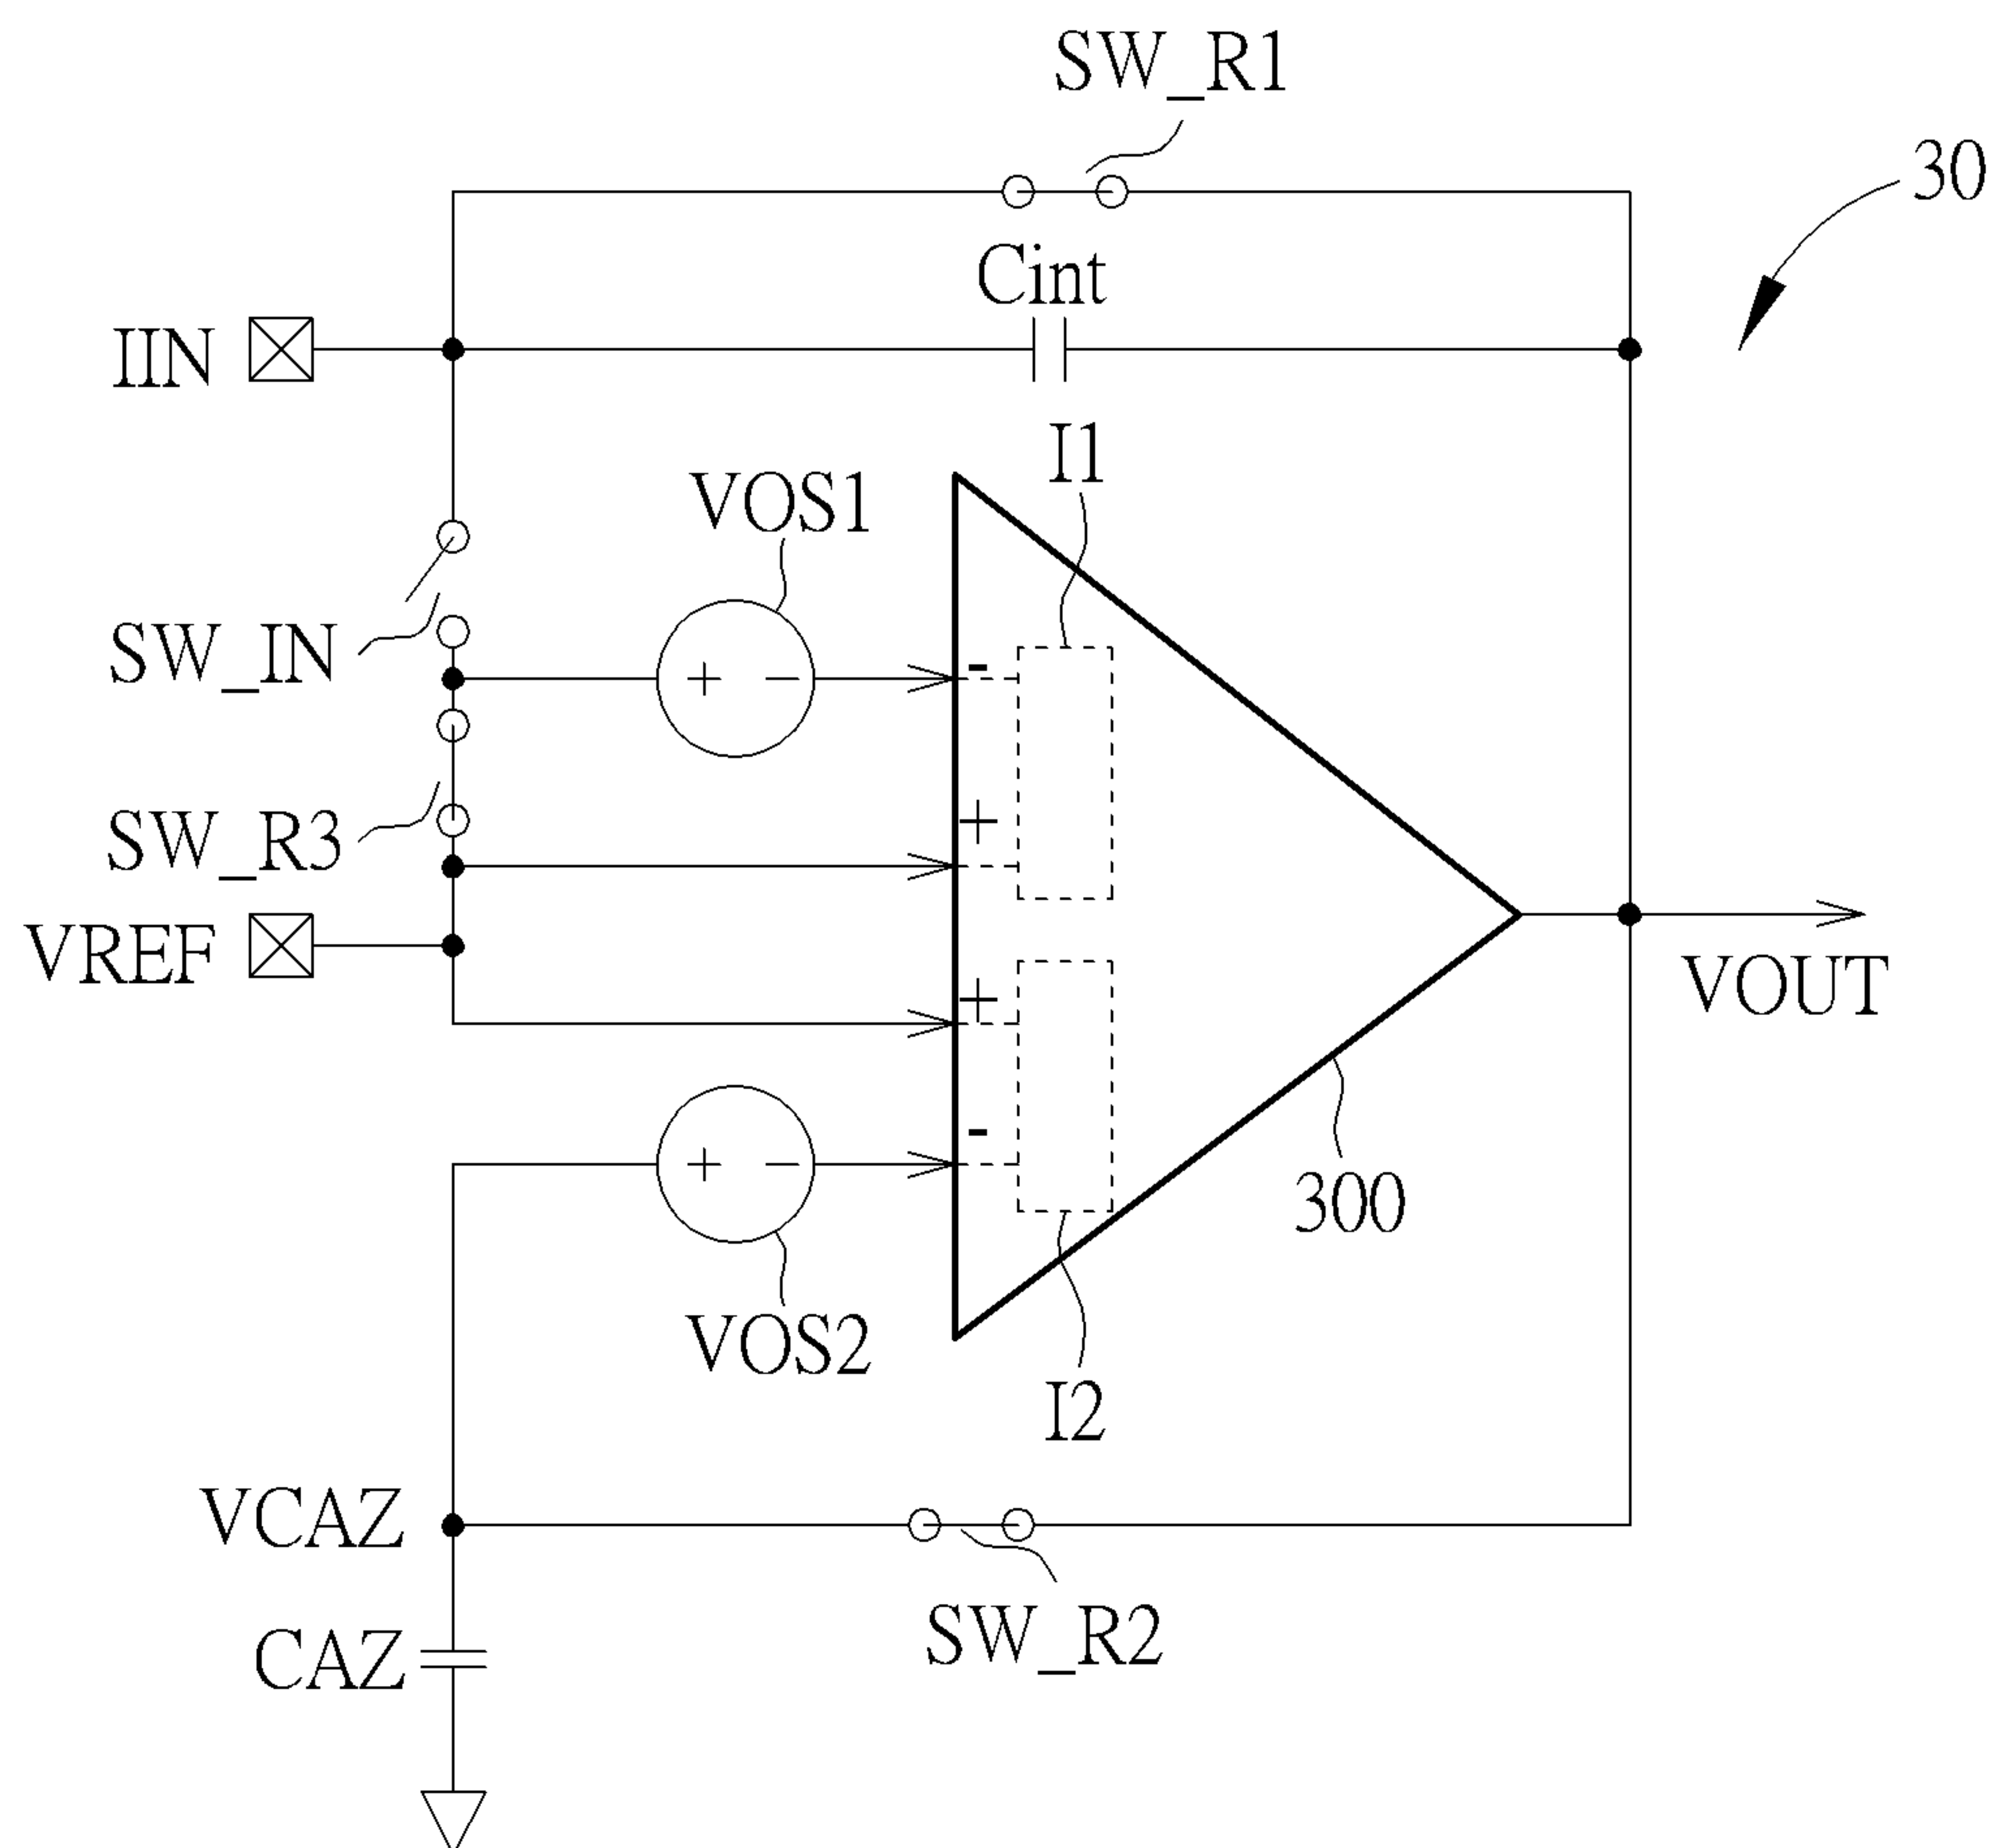 SW_R1
30
Cint
IIN
I1
VOS1
-
SW_IN
+ -
+
SW_R3
VREF
+
VOUT
-
+ -
300
VOS2
I2
VCAZ
SW_R2
CAZ